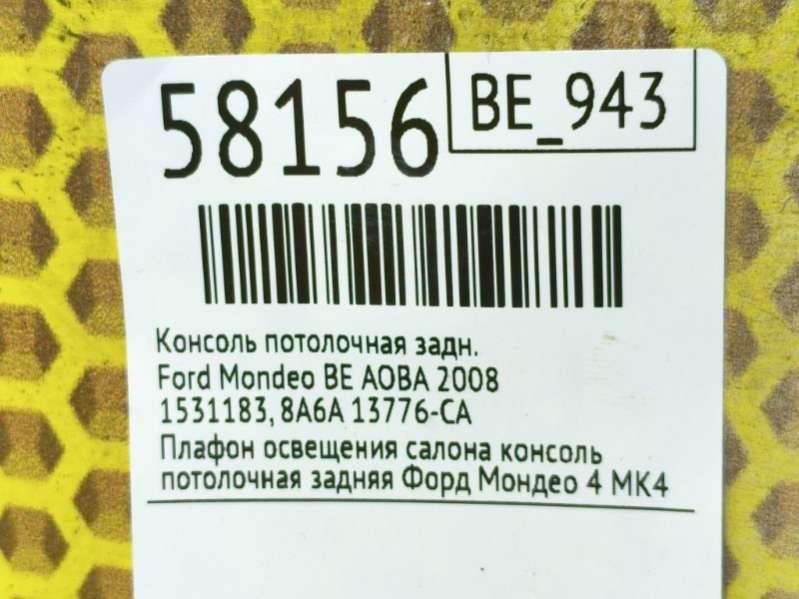 58156
BE_943
Консоль потолочная задн.
Ford Mondeo BE AOBA 2008
1531183, 8A6A 13776-CA
Плафон освещения салона консоль
потолочная задняя Форд Мондео 4 МК4